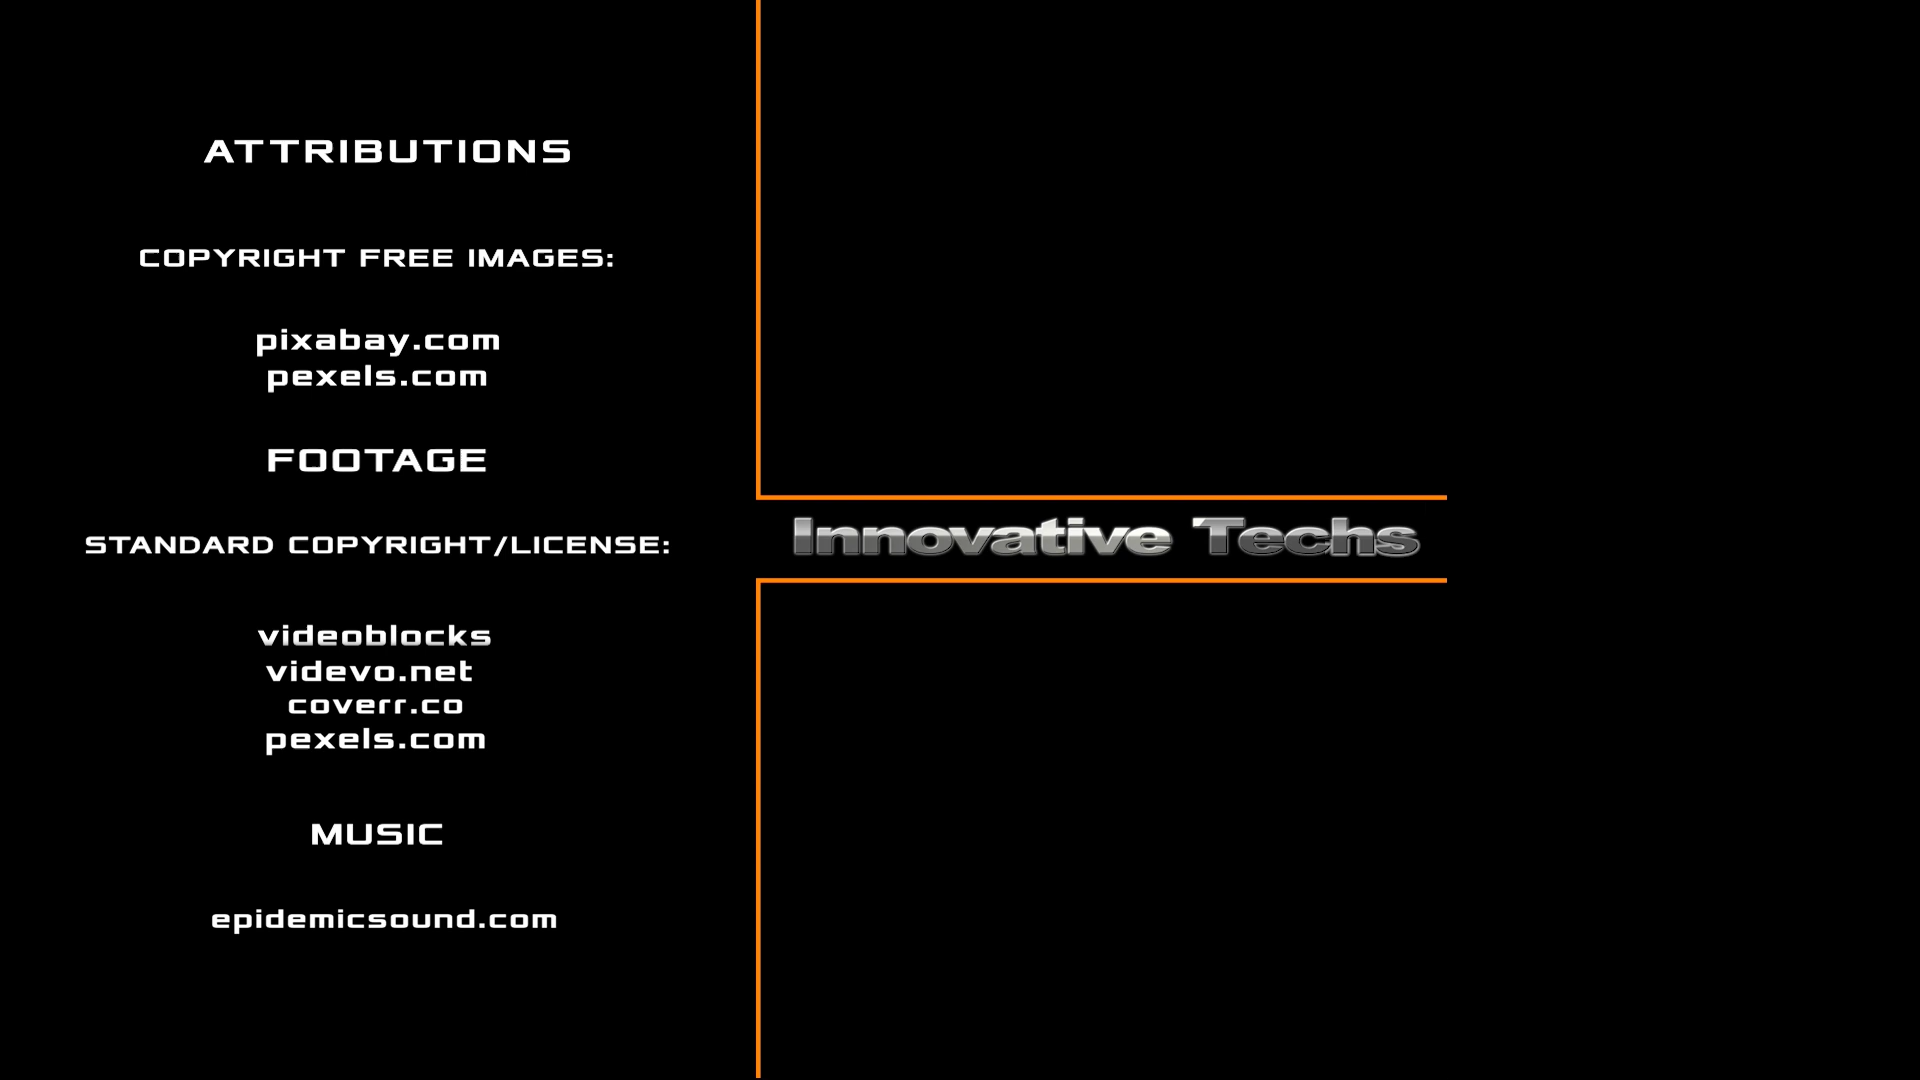 ATTRIBUTIONS
COPYRIGHT FREE IMAGES:
pixabay.com
pexels.com
FOOTAGE
STANDARD COPYRIGHT/LICENSE:
videoblocks
videvo.net
coverr.co
pexels.com
MUSIC
epidemicsound.com
Innovative Techs